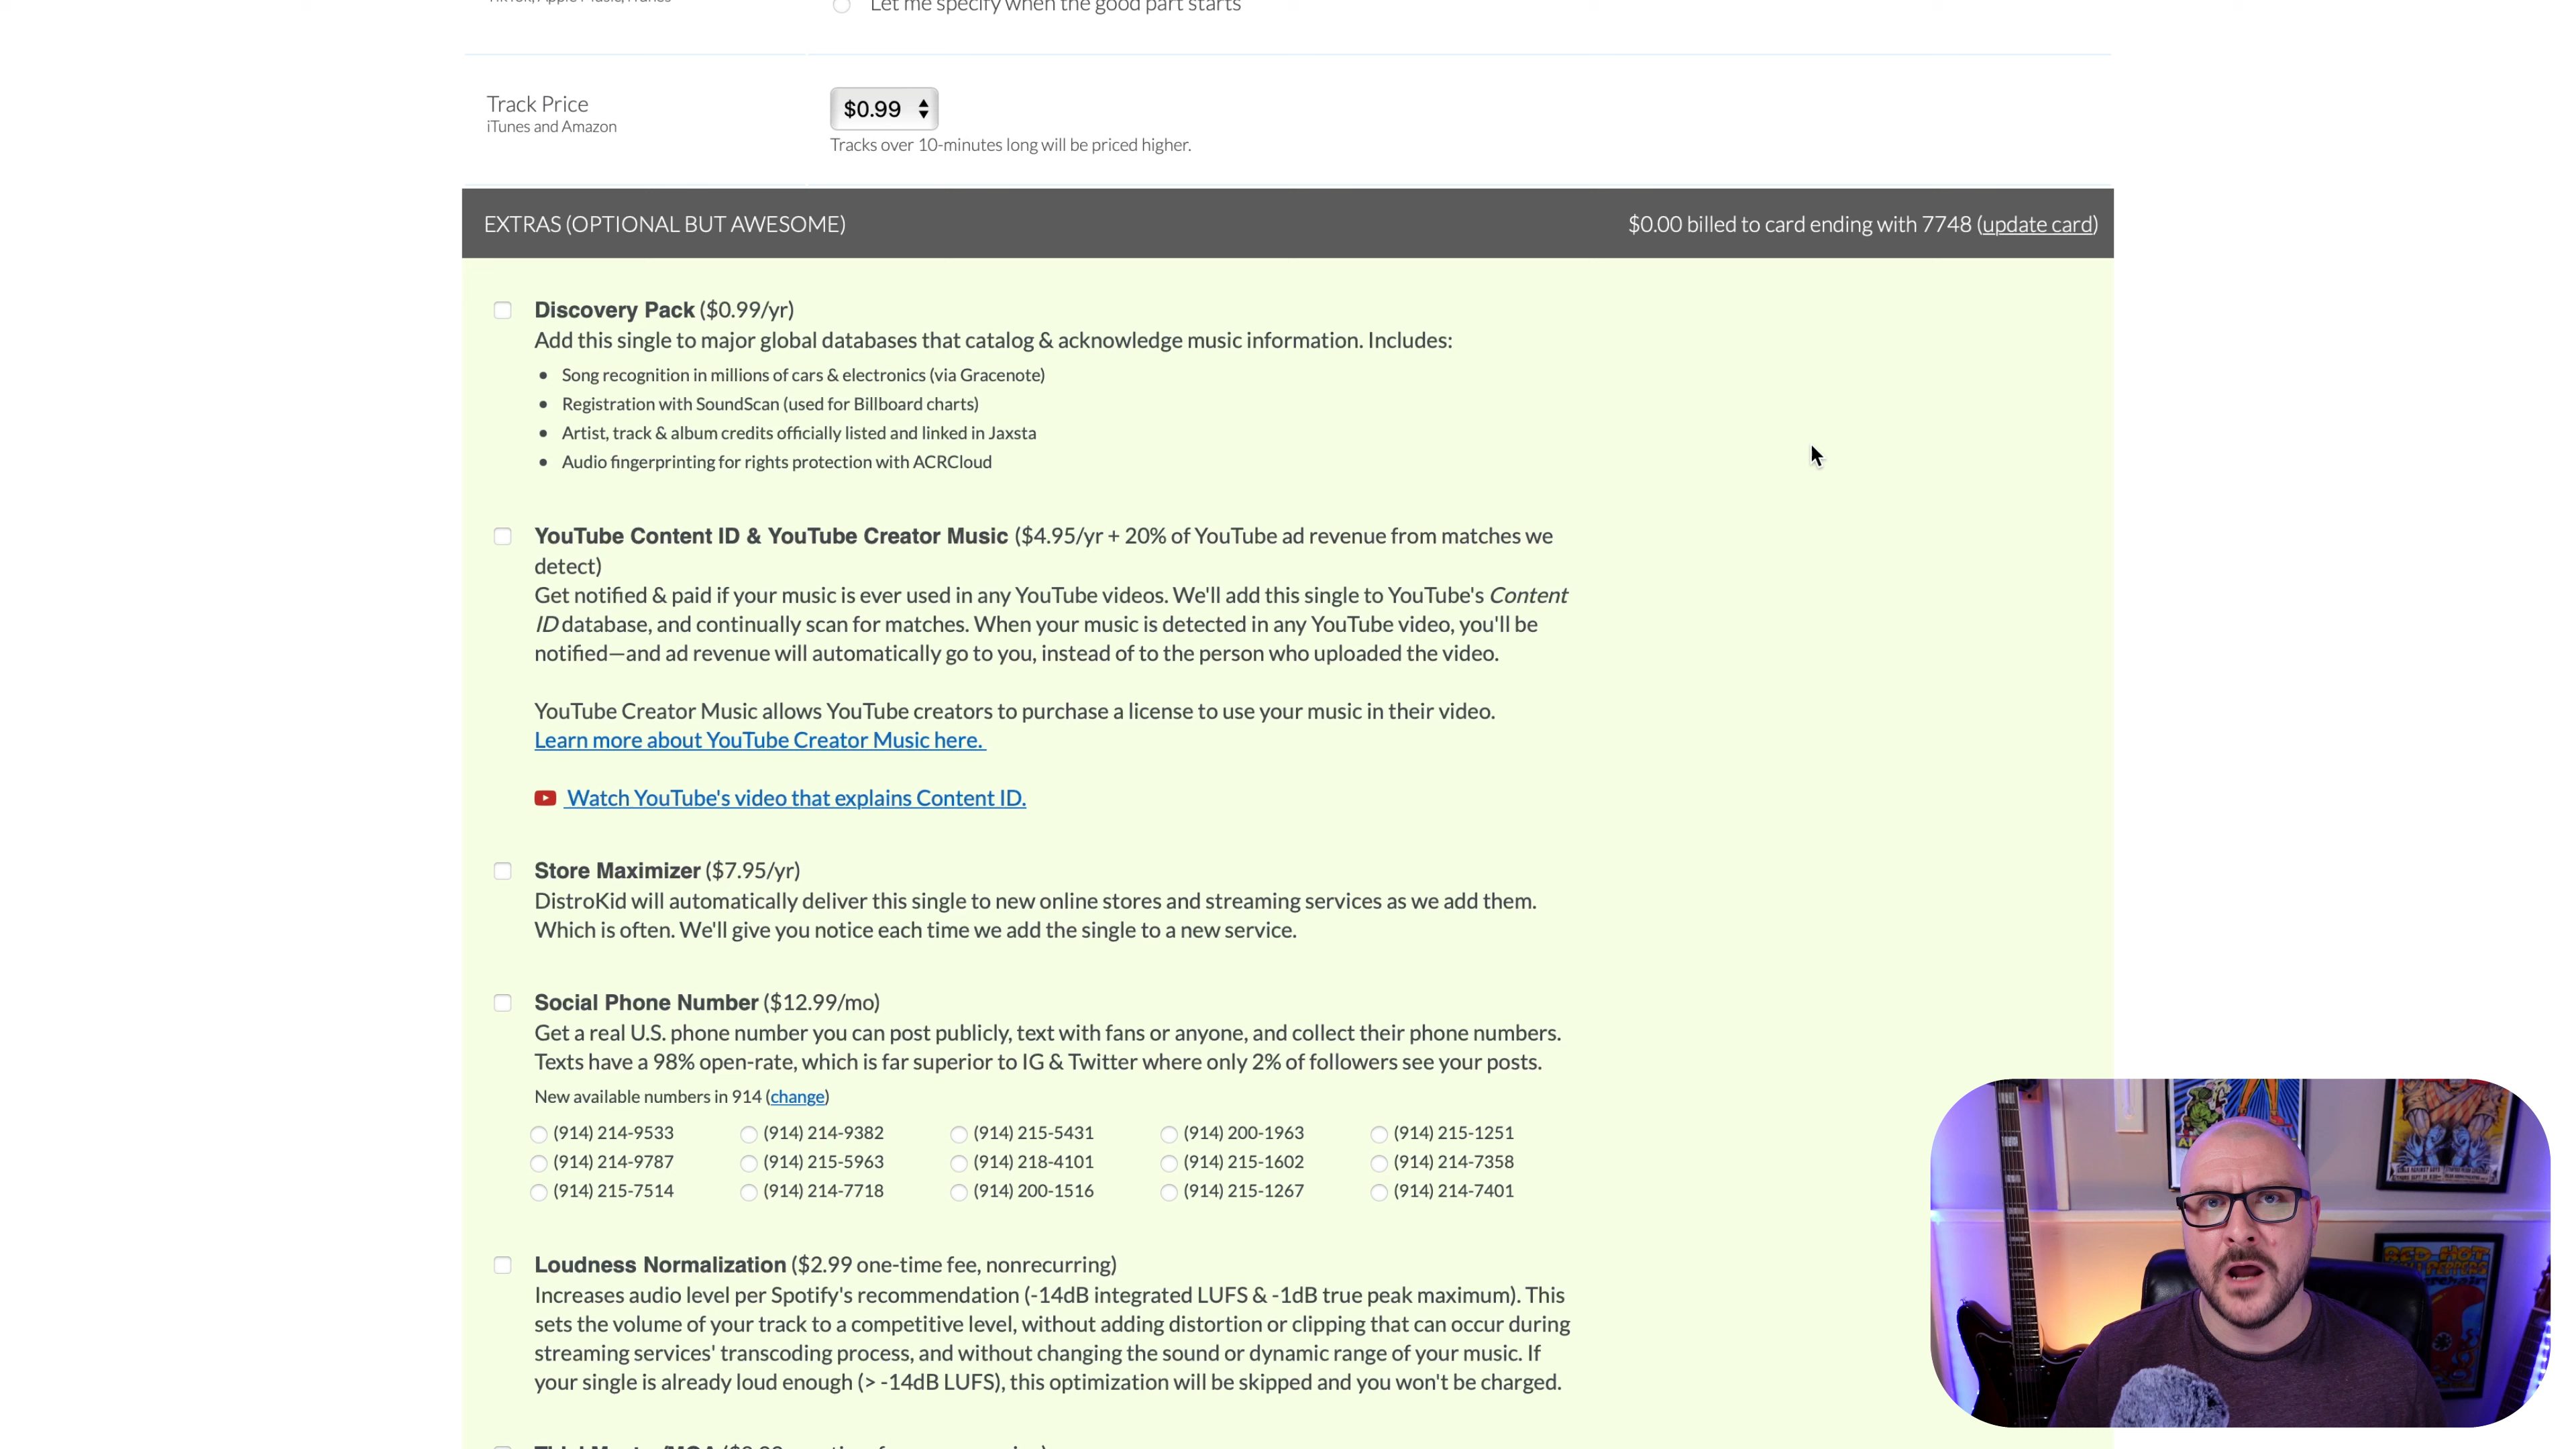 TikTok, Apple Music, iTunes
Let me specify when the good part starts
Track Price
iTunes and Amazon
$0.99
Tracks over 10-minutes long will be priced higher.
EXTRAS (OPTIONAL BUT AWESOME)
$0.00 billed to card ending with 7748 (update card)
Discovery Pack ($0.99/yr)
Add this single to major global databases that catalog & acknowledge music information. Includes:
• Song recognition in millions of cars & electronics (via Gracenote)
• Registration with SoundScan (used for Billboard charts)
• Artist, track & album credits officially listed and linked in Jaxsta
• Audio fingerprinting for rights protection with ACRCloud
YouTube Content ID & YouTube Creator Music ($4.95/yr + 20% of YouTube ad revenue from matches we
detect)
Get notified & paid if your music is ever used in any YouTube videos. We'll add this single to YouTube's Content
ID database, and continually scan for matches. When your music is detected in any YouTube video, you'll be
notified—and ad revenue will automatically go to you, instead of to the person who uploaded the video.
YouTube Creator Music allows YouTube creators to purchase a license to use your music in their video.
Learn more about YouTube Creator Music here.
Watch YouTube's video that explains Content ID.
Store Maximizer ($7.95/yr)
DistroKid will automatically deliver this single to new online stores and streaming services as we add them.
Which is often. We'll give you notice each time we add the single to a new service.
Social Phone Number ($12.99/mo)
Get a real U.S. phone number you can post publicly, text with fans or anyone, and collect their phone numbers.
Texts have a 98% open-rate, which is far superior to IG & Twitter where only 2% of followers see your posts.
New available numbers in 914 (change)
(914) 214-9533 (914) 214-9382 (914) 215-5431 (914) 200-1963 (914) 215-1251
(914) 214-9787 (914) 215-5963 (914) 218-4101 (914) 215-1602 (914) 214-7358
(914) 215-7514 (914) 214-7718 (914) 200-1516 (914) 215-1267 (914) 214-7401
Loudness Normalization ($2.99 one-time fee, nonrecurring)
Increases audio level per Spotify's recommendation (-14dB integrated LUFS & -1dB true peak maximum). This
sets the volume of your track to a competitive level, without adding distortion or clipping that can occur during
streaming services' transcoding process, and without changing the sound or dynamic range of your music. If
your single is already loud enough (> -14dB LUFS), this optimization will be skipped and you won't be charged.
RED HOT